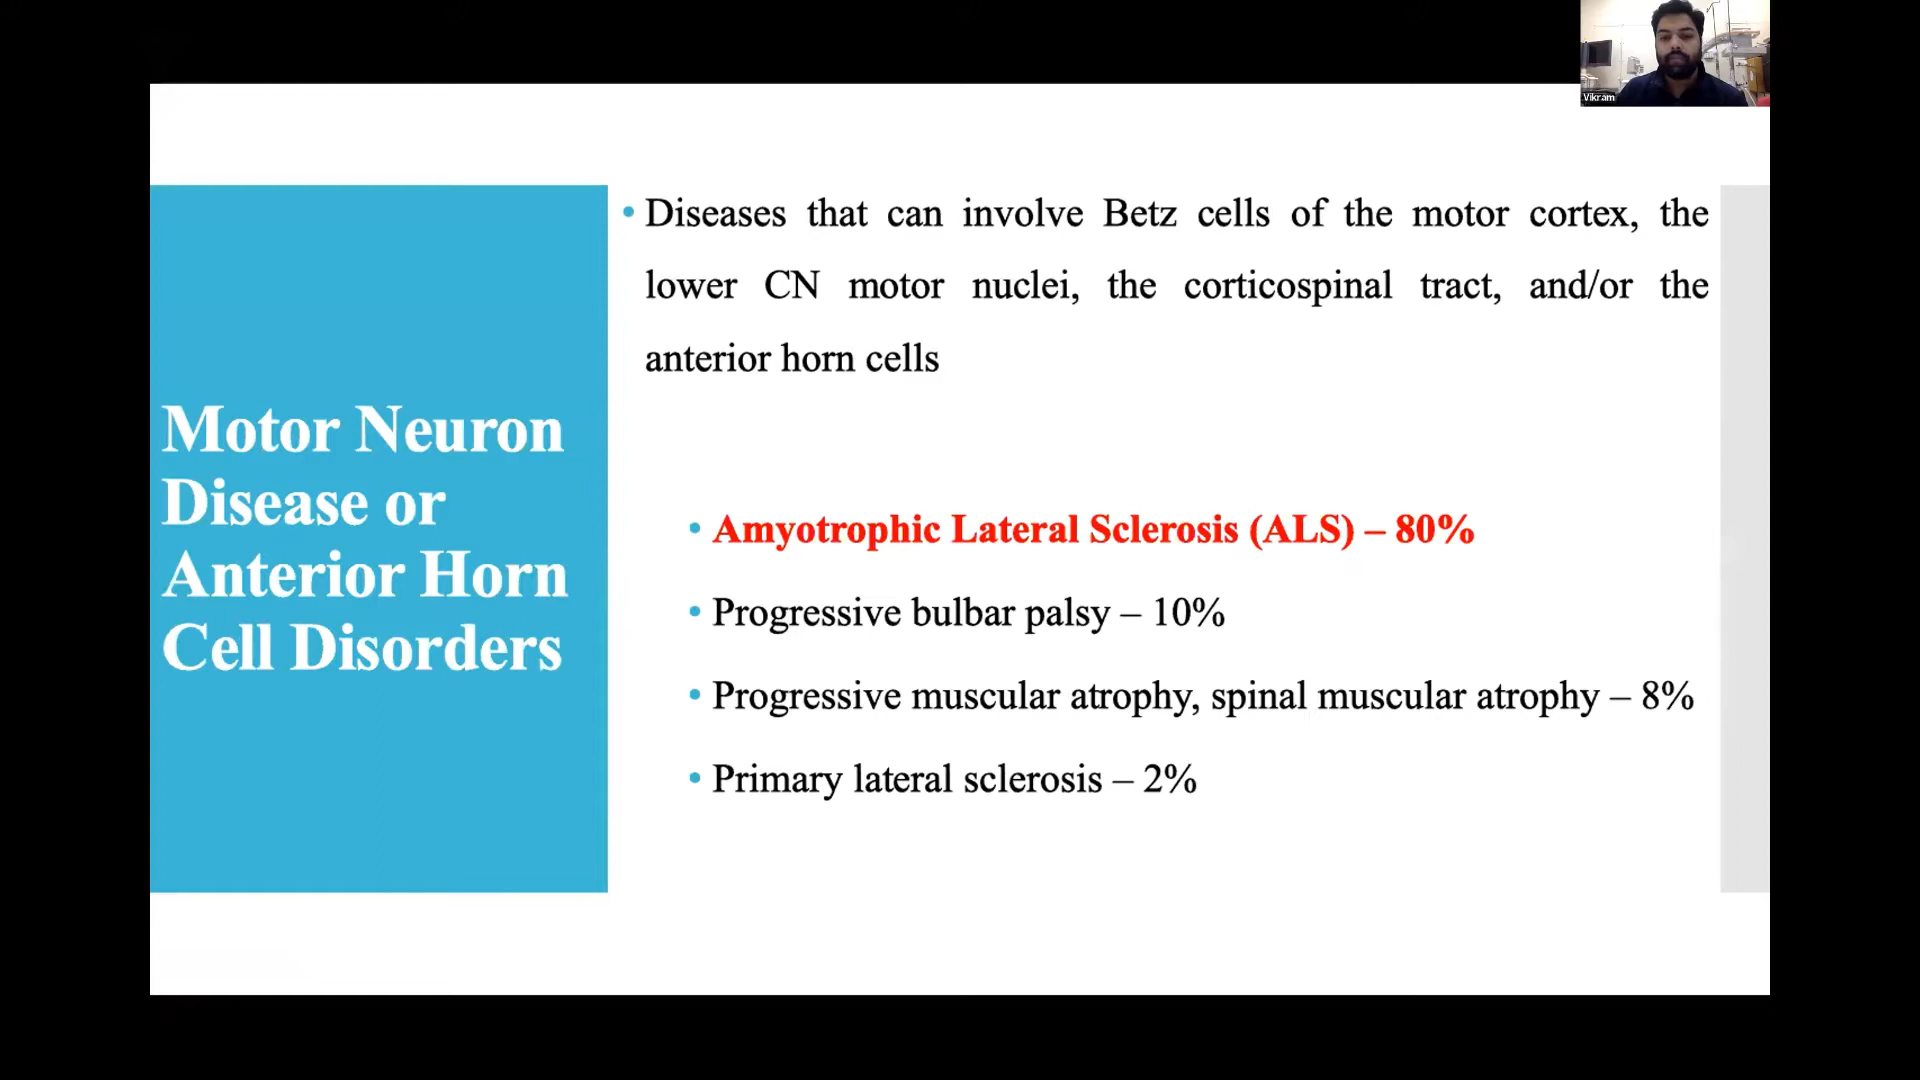 Vikram
Motor Neuron
Disease or
Anterior Horn
Cell Disorders
• Diseases that can involve Betz cells of the motor cortex, the
lower CN motor nuclei, the corticospinal tract, and/or the
anterior horn cells
• Amyotrophic Lateral Sclerosis (ALS) – 80%
• Progressive bulbar palsy – 10%
• Progressive muscular atrophy, spinal muscular atrophy – 8%
• Primary lateral sclerosis – 2%